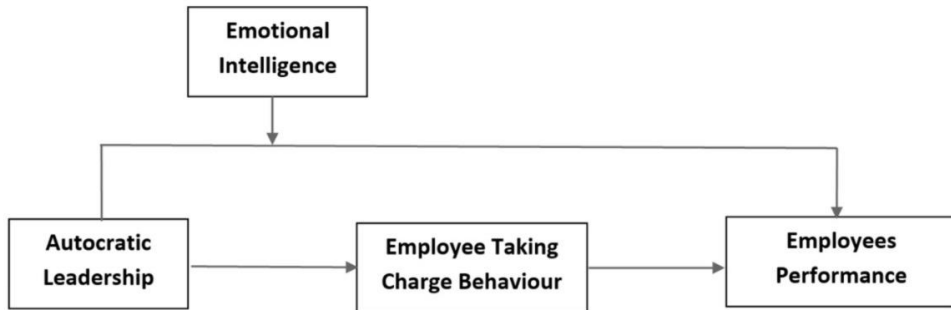 Emotional
Intelligence
Autocratic
Leadership
Employee Taking
Charge Behaviour
Employees
Performance